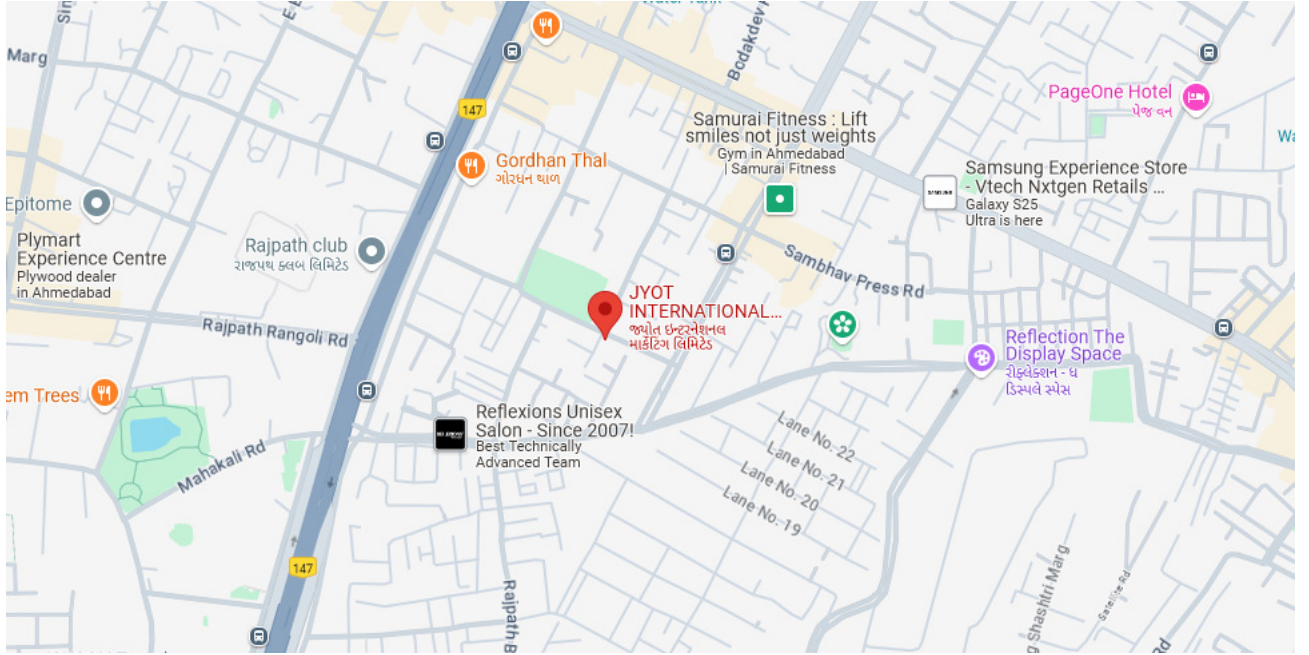 Marg
147
Bodakdev
PageOne Hotel
પેજ વન
Samurai Fitness : Lift
smiles not just weights
Gym in Ahmedabad
| Samurai Fitness
Gordhan Thal
ગોરધન થાળ
Samsung Experience Store
- Vtech Nxtgen Retails ...
Galaxy S25
Ultra is here
SAMSUNG
Epitome
Plymart
Experience Centre
Plywood dealer
in Ahmedabad
Rajpath club
રાજપથ ક્લબ લિમિટેડ
Sambhav Press Rd
JYOT
INTERNATIONAL...
જ્યોત ઇન્ટરનેશનલ
માર્કેટિંગ લિમિટેડ
Rajpath Rangoli Rd
Reflection The
Display Space
રીફ્લેક્શન - ધ
ડિસ્પલે સ્પેસ
em Trees
Reflexions Unisex
Salon - Since 2007!
Best Technically
Advanced Team
Mahakali Rd
Lane No. 22
Lane No. 21
Lane No. 20
Lane No. 19
147
Rajpath B
g Shashtri Marg
Satellite Rd
Rd